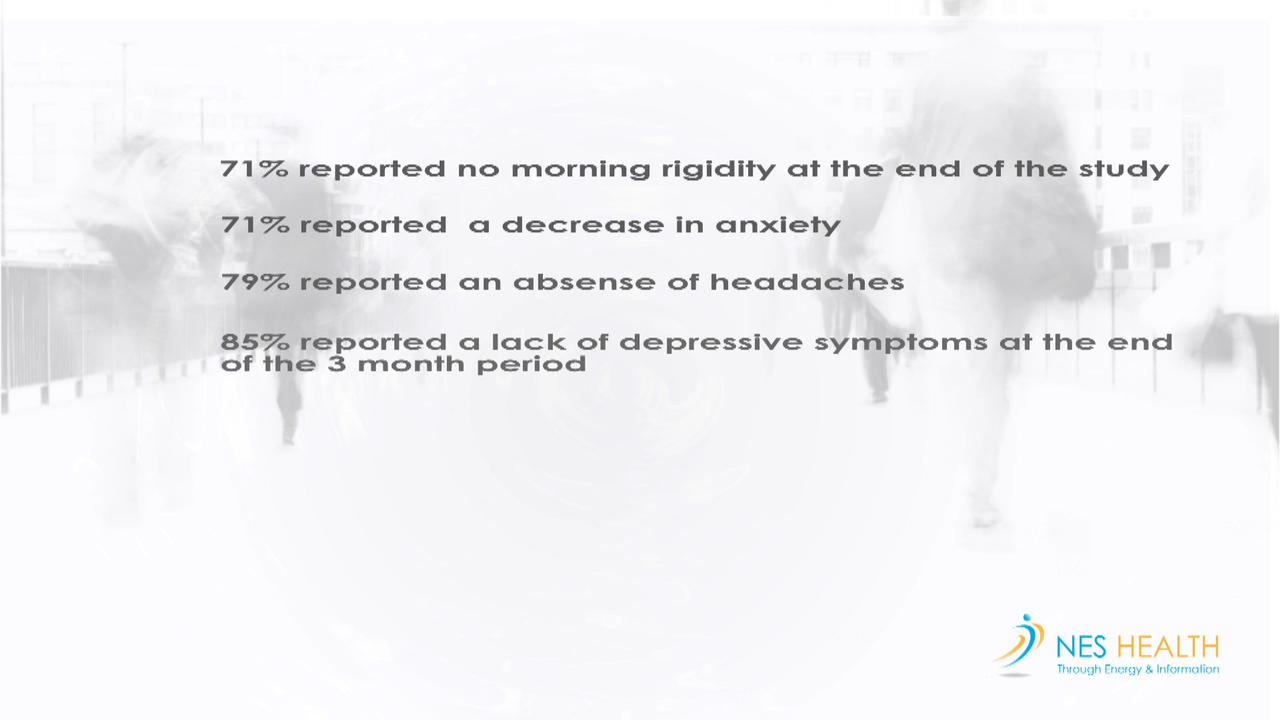 71% reported no morning rigidity at the end of the study
71% reported  a decrease in anxiety
79% reported an absense of headaches
85% reported a lack of depressive symptoms at the end
of the 3 month period
NES HEALTH
Through Energy & Information